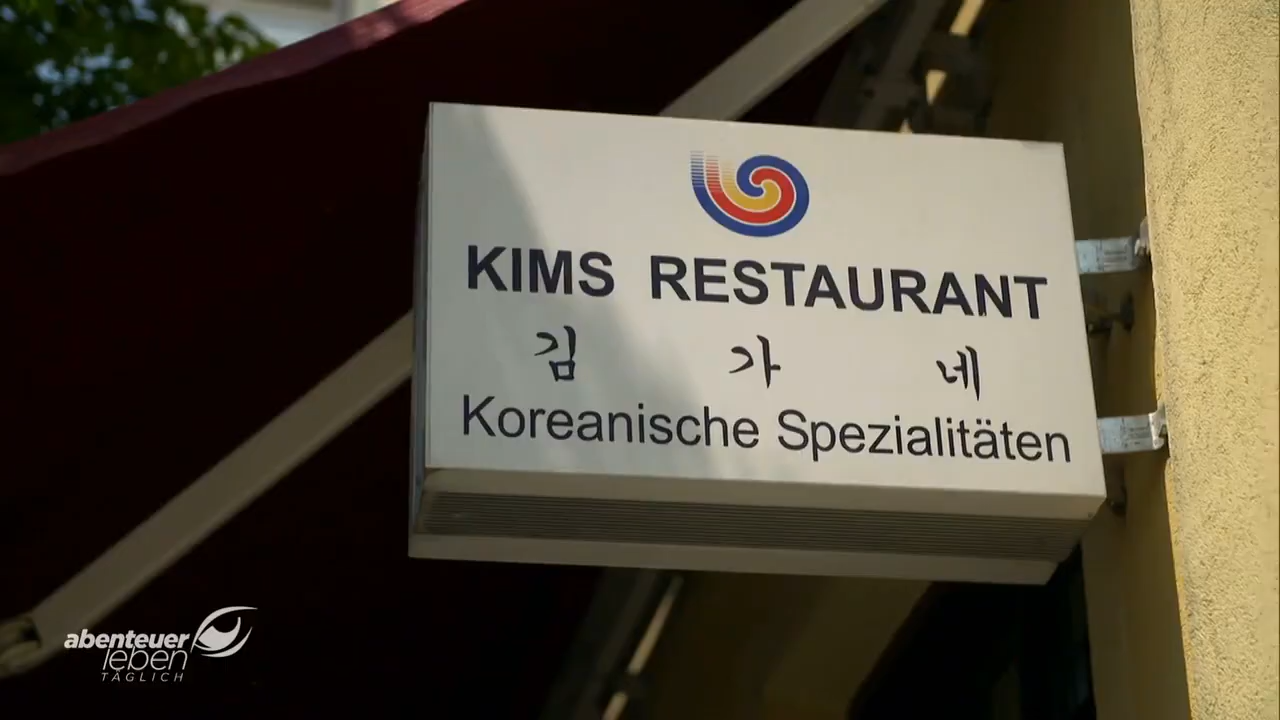 KIMS RESTAURANT
김 가 네
Koreanische Spezialitäten
abenteuer
leben
TÄGLICH